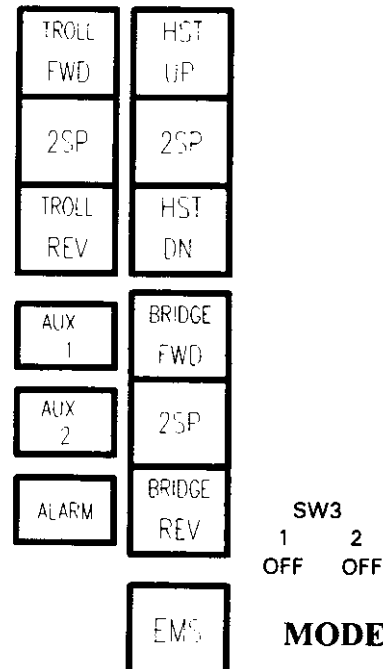 TROLL
FWD
2SP
TROLL
REV
HST
UP
2SP
HST
DN
AUX
1
AUX
2
ALARM
BRIDGE
FWD
2SP
BRIDGE
REV
EMS
SW3
1 2
OFF OFF
MODE